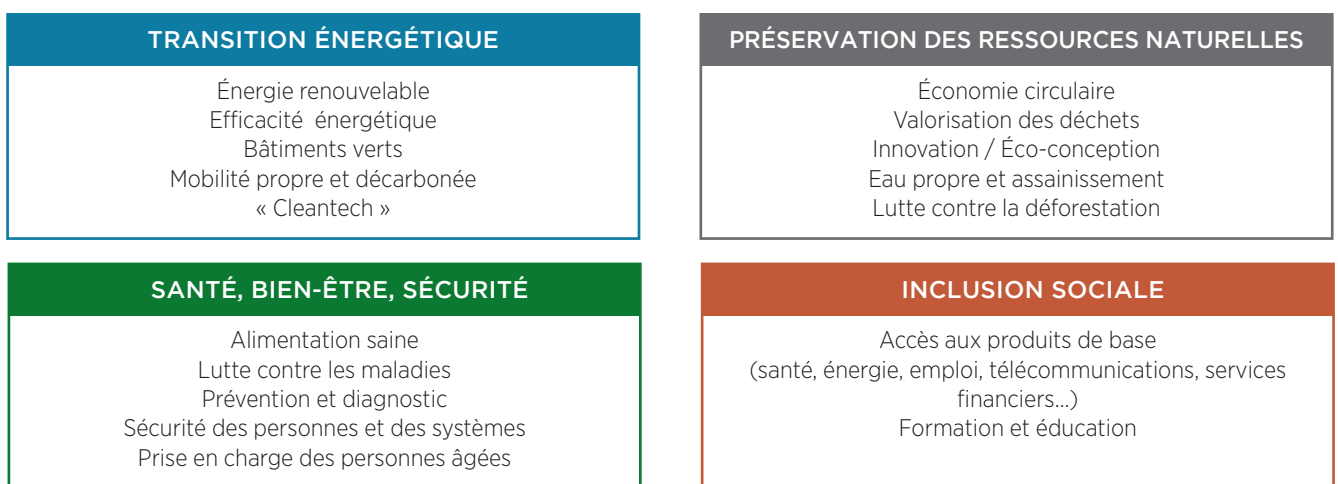 TRANSITION ÉNERGÉTIQUE
Énergie renouvelable
Efficacité énergétique
Bâtiments verts
Mobilité propre et décarbonée
« Cleantech »
PRÉSERVATION DES RESSOURCES NATURELLES
Économie circulaire
Valorisation des déchets
Innovation / Éco-conception
Eau propre et assainissement
Lutte contre la déforestation
SANTÉ, BIEN-ÊTRE, SÉCURITÉ
Alimentation saine
Lutte contre les maladies
Prévention et diagnostic
Sécurité des personnes et des systèmes
Prise en charge des personnes âgées
INCLUSION SOCIALE
Accès aux produits de base
(santé, énergie, emploi, télécommunications, services
financiers...)
Formation et éducation